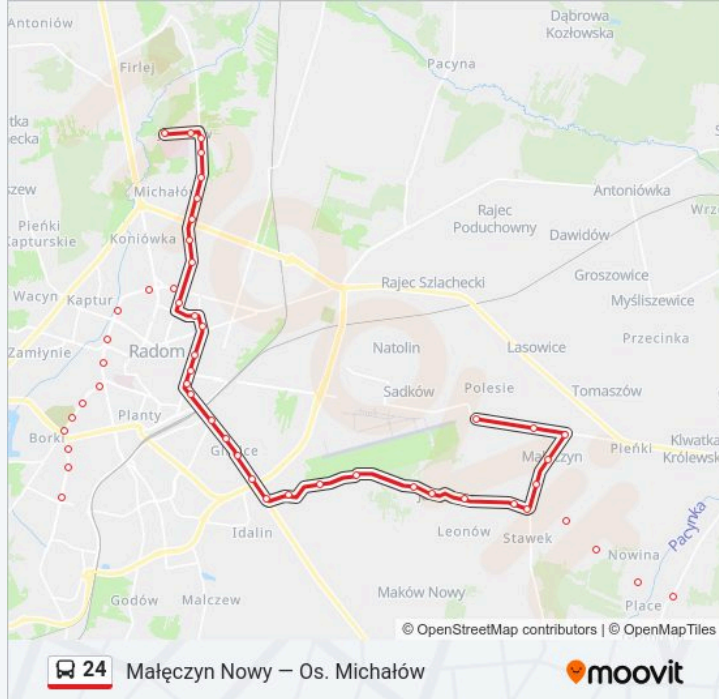 Antoniów
Dąbrowa
Kozłowska
Firlej
Pacyna
tka
ecka
szew
Michałów
Antoniówka
Rajec
Poduchowny
Wrz
Pieńki
Kapturskie
Koniówka
Dawidów
Groszowice
Rajec Szlachecki
Wacyn
Kaptur
Myśliszewice
Przecinka
Zamłynie
Radom
Natolin
Lasowice
Sadków
Polesie
Tomaszów
Planty
Borki
Klwatka
Królewska
Pieńki
Małęczyn
Idalin
Leonów
Stawek
Pacynka
Nowina
Maków Nowy
Godów
Malczew
Place
© OpenStreetMap contributors | © OpenMapTiles
24 Małęczyn Nowy — Os. Michałów
moovit